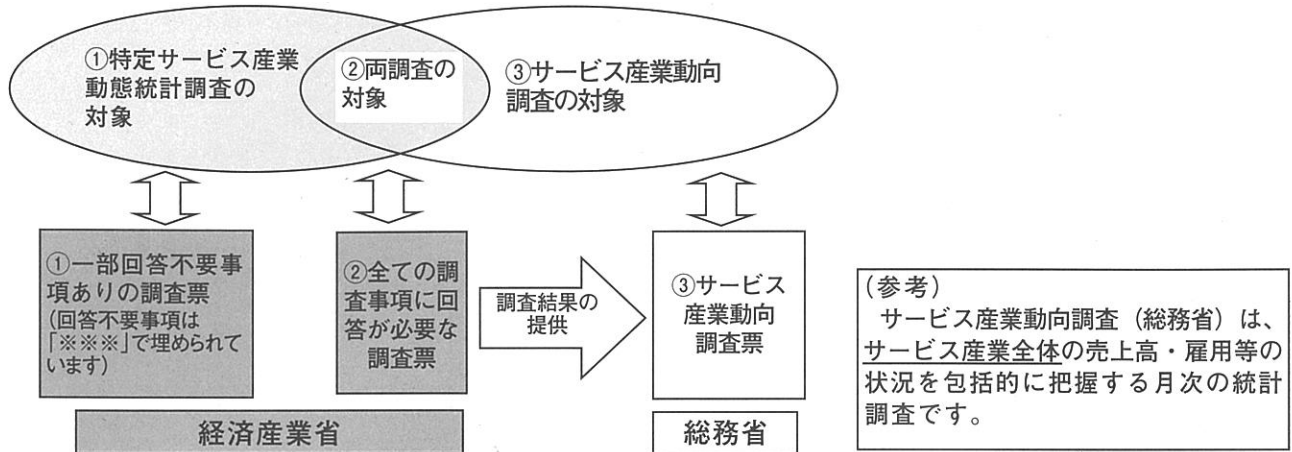 ①特定サービス産業
動態統計調査の
対象
②両調査の
対象
③サービス産業動向
調査の対象
①一部回答不要事
項ありの調査票
(回答不要事項は
「※※※」で埋められて
います)
②全ての調
査事項に回
答が必要な
調査票
調査結果の
提供
③サービス
産業動向
調査票
経済産業省
総務省
(参考)
サービス産業動向調査(総務省)は、
サービス産業全体の売上高・雇用等の
状況を包括的に把握する月次の統計
調査です。